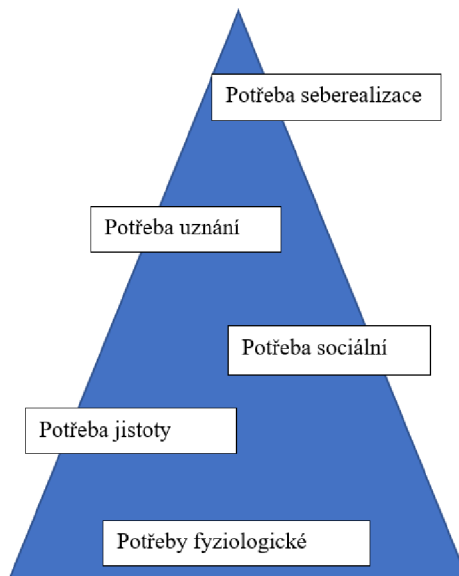 Potřeba seberealizace
Potřeba uznání
Potřeba sociální
Potřeba jistoty
Potřeby fyziologické